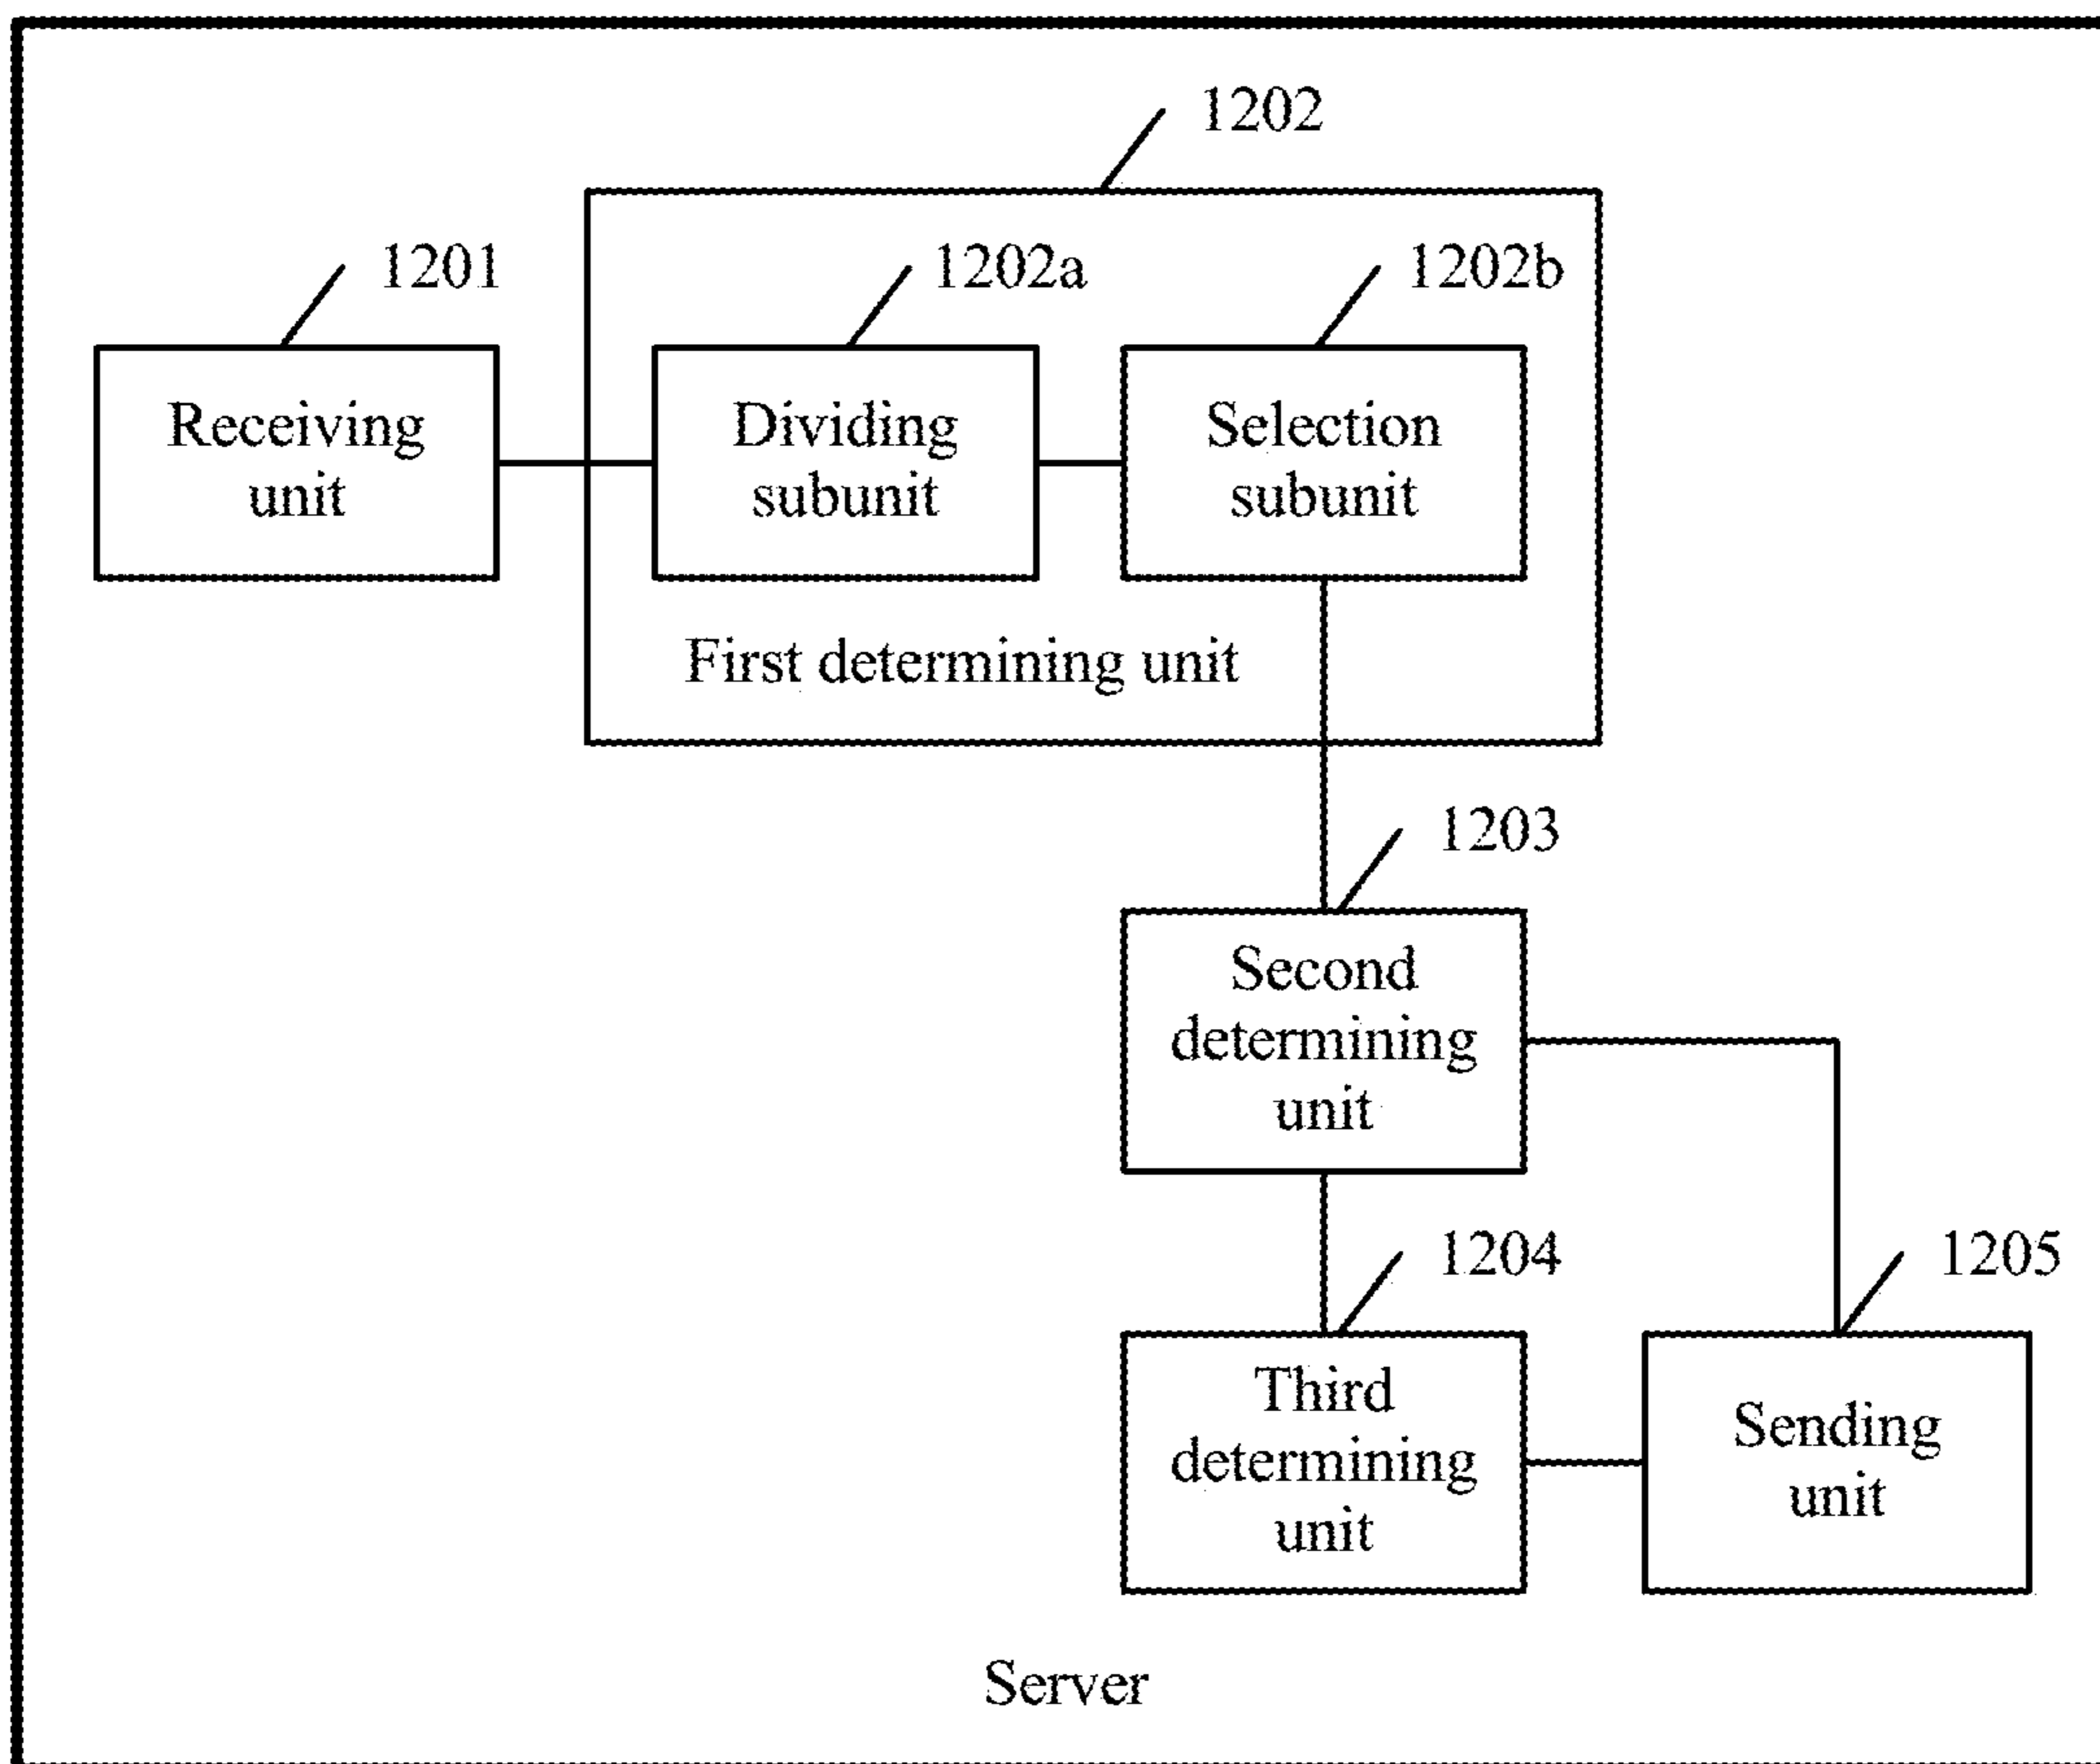 1202
1201
1202a
1202b
Receiving
unit
Dividing
subunit
Selection
subunit
First determining unit
1203
Second
determining
unit
1204
1205
Third
determining
unit
Sending
unit
Server